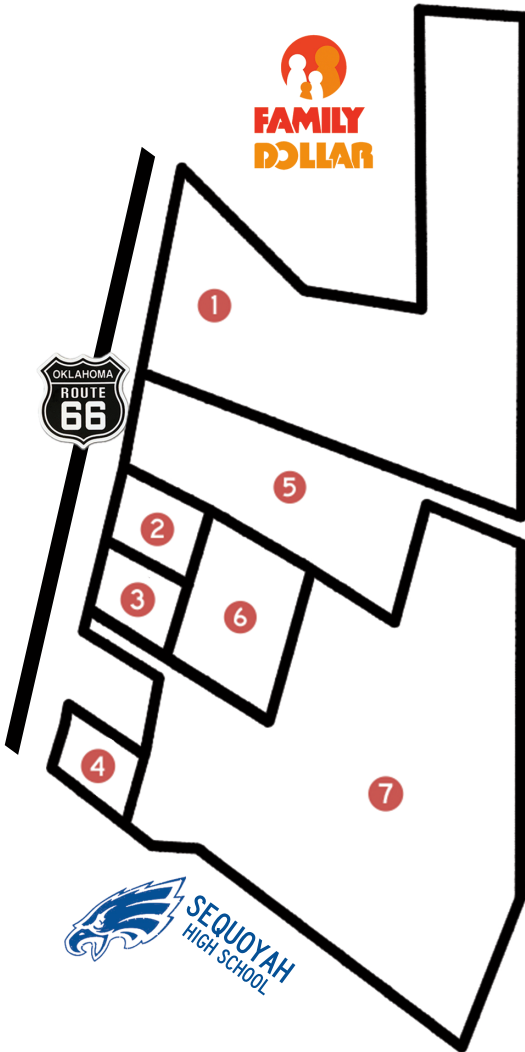 FAMILY
DOLLAR
1
OKLAHOMA
ROUTE
66
5
2
3
6
4
7
SEQUOYAH
HIGH SCHOOL